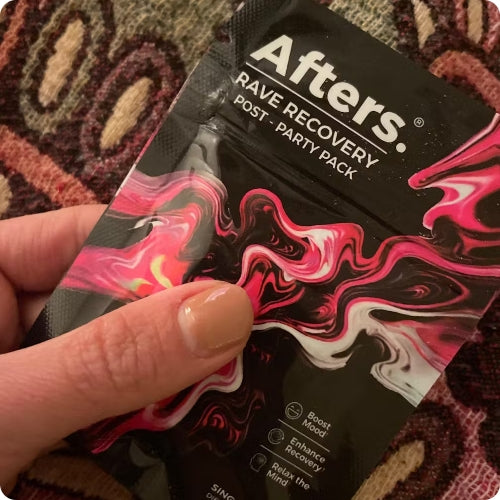 Afters.®
RAVE RECOVERY
POST - PARTY PACK
Boost
Mood
Enhance
Recovery
Relax the
Mind